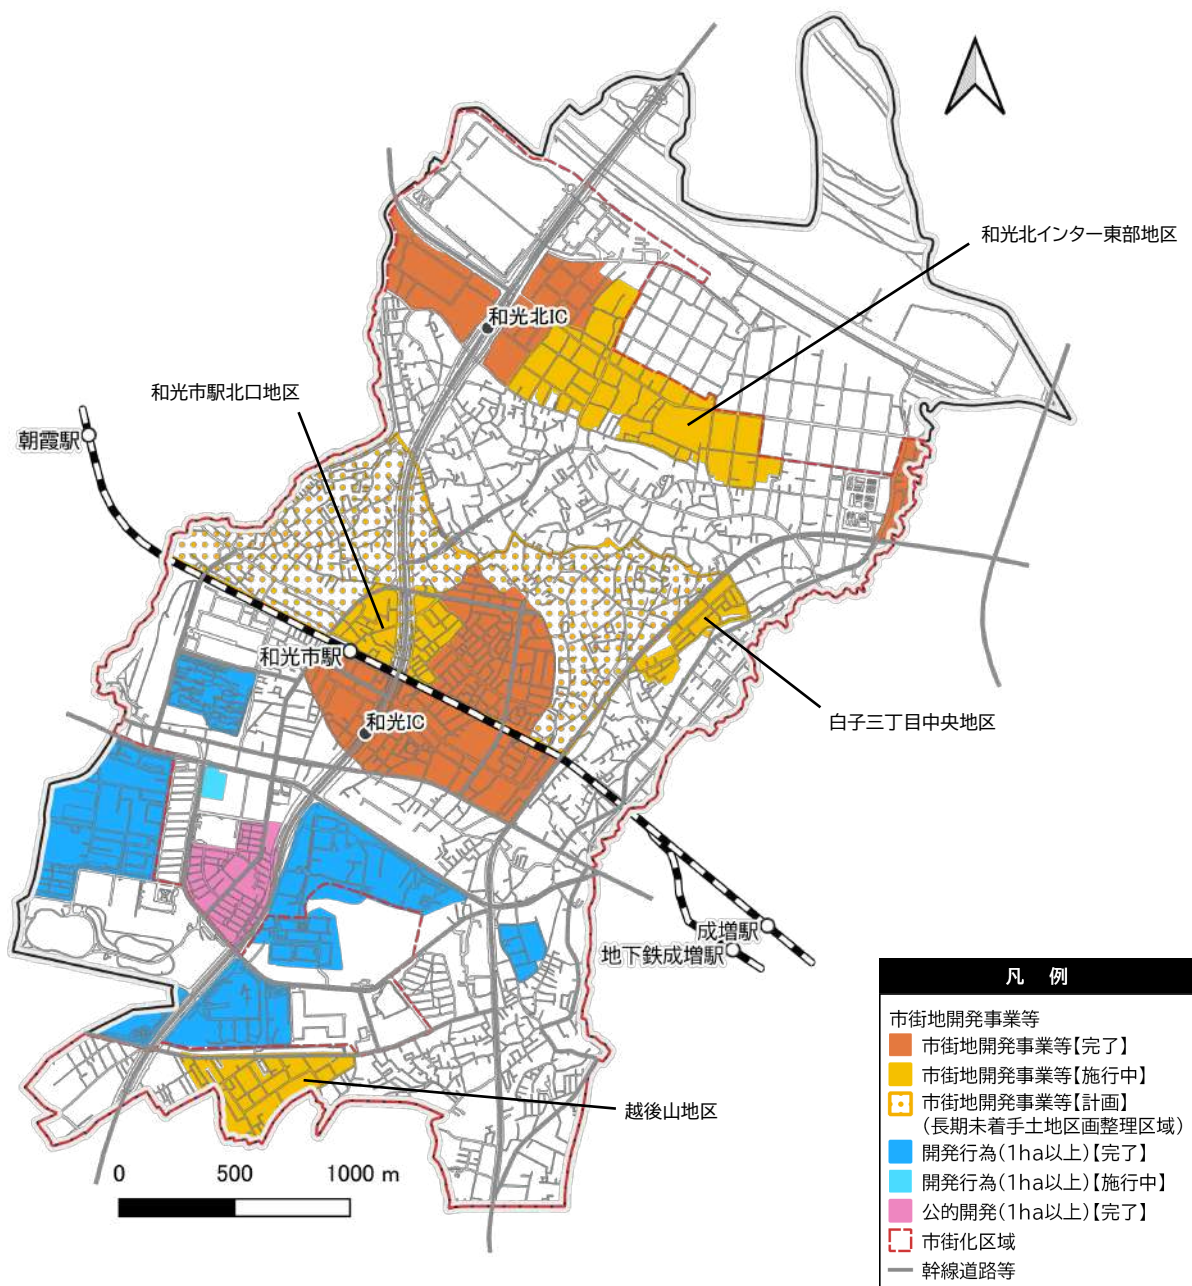 和光北インター東部地区
和光北IC
和光市駅北口地区
朝霞駅
和光市駅
和光IC
白子三丁目中央地区
成増駅
地下鉄成増駅
越後山地区
0 500 1000 m
凡 例
市街地開発事業等
市街地開発事業等【完了】
市街地開発事業等【施行中】
市街地開発事業等【計画】
(長期未着手土地区画整理区域)
開発行為(1ha以上)【完了】
開発行為(1ha以上)【施行中】
公的開発(1ha以上)【完了】
市街化区域
幹線道路等